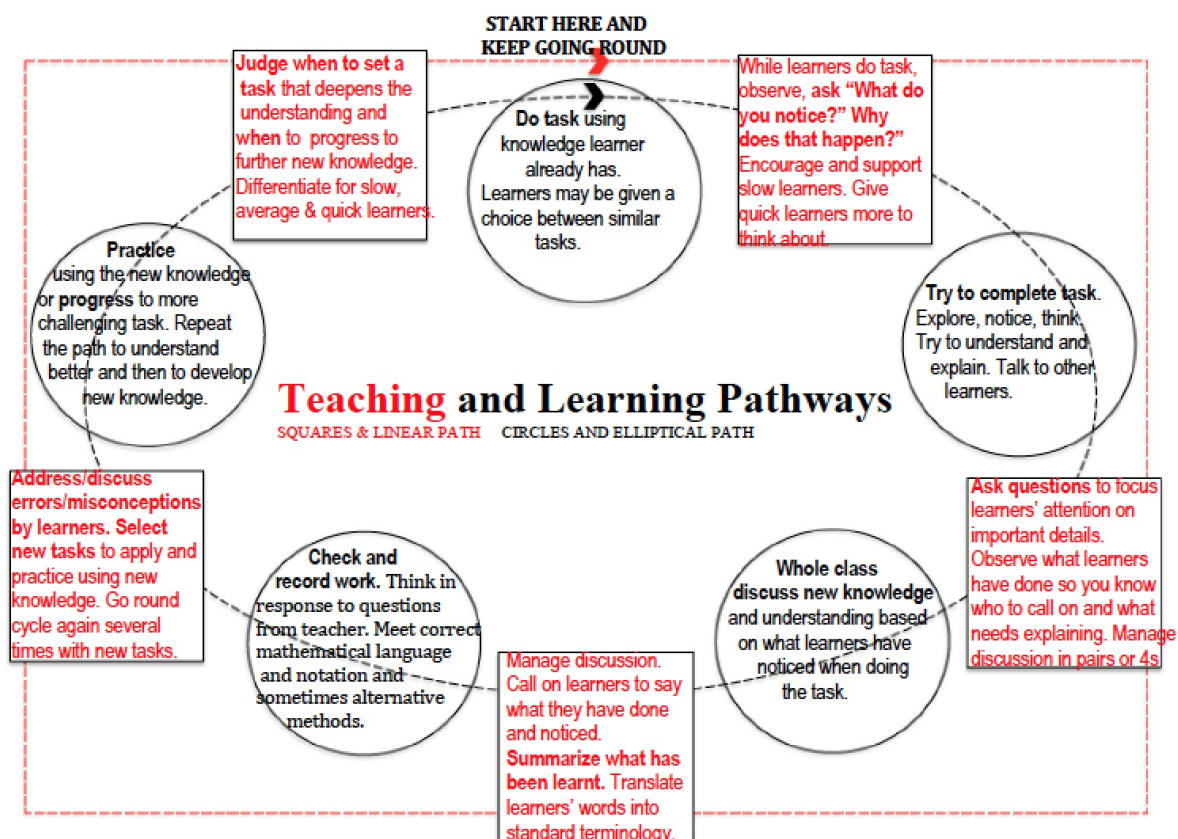 START HERE AND
KEEP GOING ROUND
Do task using
knowledge learner
already has.
Learners may be given a
choice between similar
tasks.
While learners do task,
observe, ask “What do
you notice?” Why
does that happen?”
Encourage and support
slow learners. Give
quick learners more to
think about.
Try to complete task.
Explore, notice, think.
Try to understand and
explain. Talk to other
learners.
Ask questions to focus
learners’ attention on
important details.
Observe what learners
have done so you know
who to call on and what
needs explaining. Manage
discussion in pairs or 4s
Whole class
discuss new knowledge
and understanding based
on what learners have
noticed when doing
the task.
Manage discussion.
Call on learners to say
what they have done
and noticed.
Summarize what has
been learnt. Translate
learners’ words into
standard terminology.
Check and
record work. Think in
response to questions
from teacher. Meet correct
mathematical language
and notation and
sometimes alternative
methods.
Address/discuss
errors/misconceptions
by learners. Select
new tasks to apply and
practice using new
knowledge. Go round
cycle again several
times with new tasks.
Practice
using the new knowledge
or progress to more
challenging task. Repeat
the path to understand
better and then to develop
new knowledge.
Judge when to set a
task that deepens the
understanding and
when to progress to
further new knowledge.
Differentiate for slow,
average & quick learners.
Teaching and Learning Pathways
SQUARES & LINEAR PATH CIRCLES AND ELLIPTICAL PATH